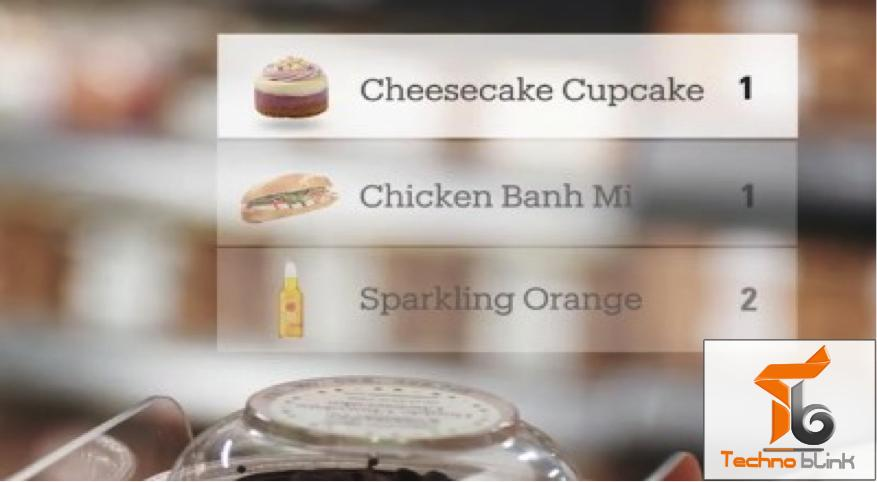 Cheesecake Cupcake 1
Chicken Banh Mi 1
Sparkling Orange 2
Techno blink